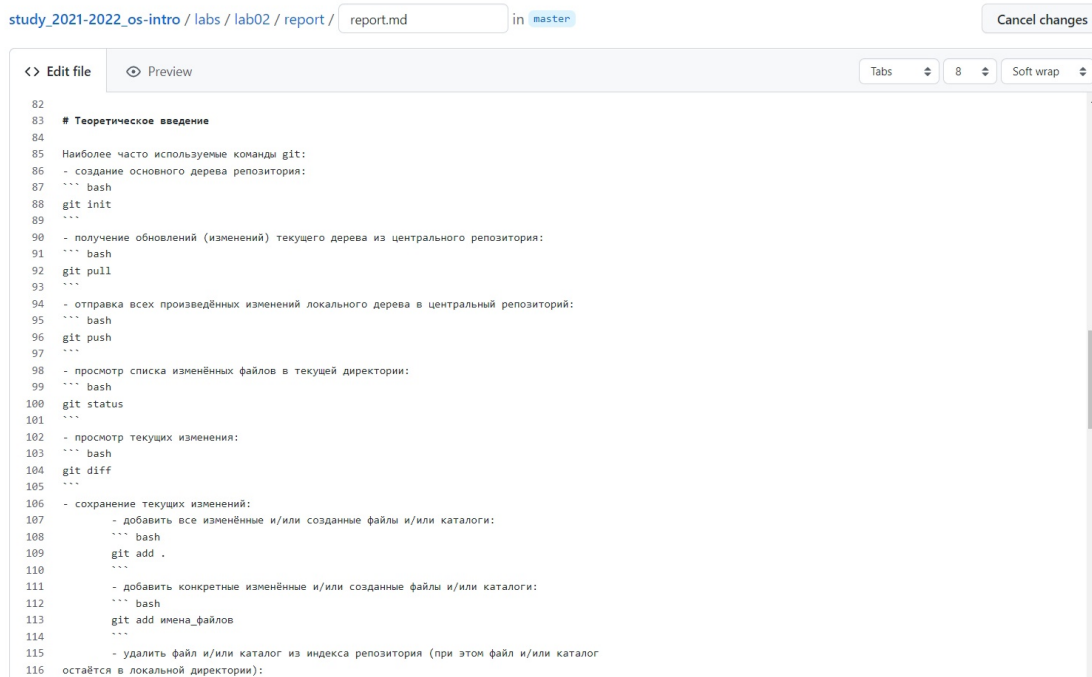 study_2021-2022_os-intro / labs / lab02 / report / report.md in master Cancel changes
<> Edit file Preview Tabs 8 Soft wrap
82
83 # Теоретическое введение
84
85 Наиболее часто используемые команды git:
86 - создание основного дерева репозитория:
87 ``` bash
88 git init
89 ```
90 - получение обновлений (изменений) текущего дерева из центрального репозитория:
91 ``` bash
92 git pull
93 ```
94 - отправка всех произведённых изменений локального дерева в центральный репозиторий:
95 ``` bash
96 git push
97 ```
98 - просмотр списка изменённых файлов в текущей директории:
99 ``` bash
100 git status
101 ```
102 - просмотр текущих изменения:
103 ``` bash
104 git diff
105 ```
106 - сохранение текущих изменений:
107 - добавить все изменённые и/или созданные файлы и/или каталоги:
108 ``` bash
109 git add .
110 ```
111 - добавить конкретные изменённые и/или созданные файлы и/или каталоги:
112 ``` bash
113 git add имена_файлов
114 ```
115 - удалить файл и/или каталог из индекса репозитория (при этом файл и/или каталог
116 остаётся в локальной директории):